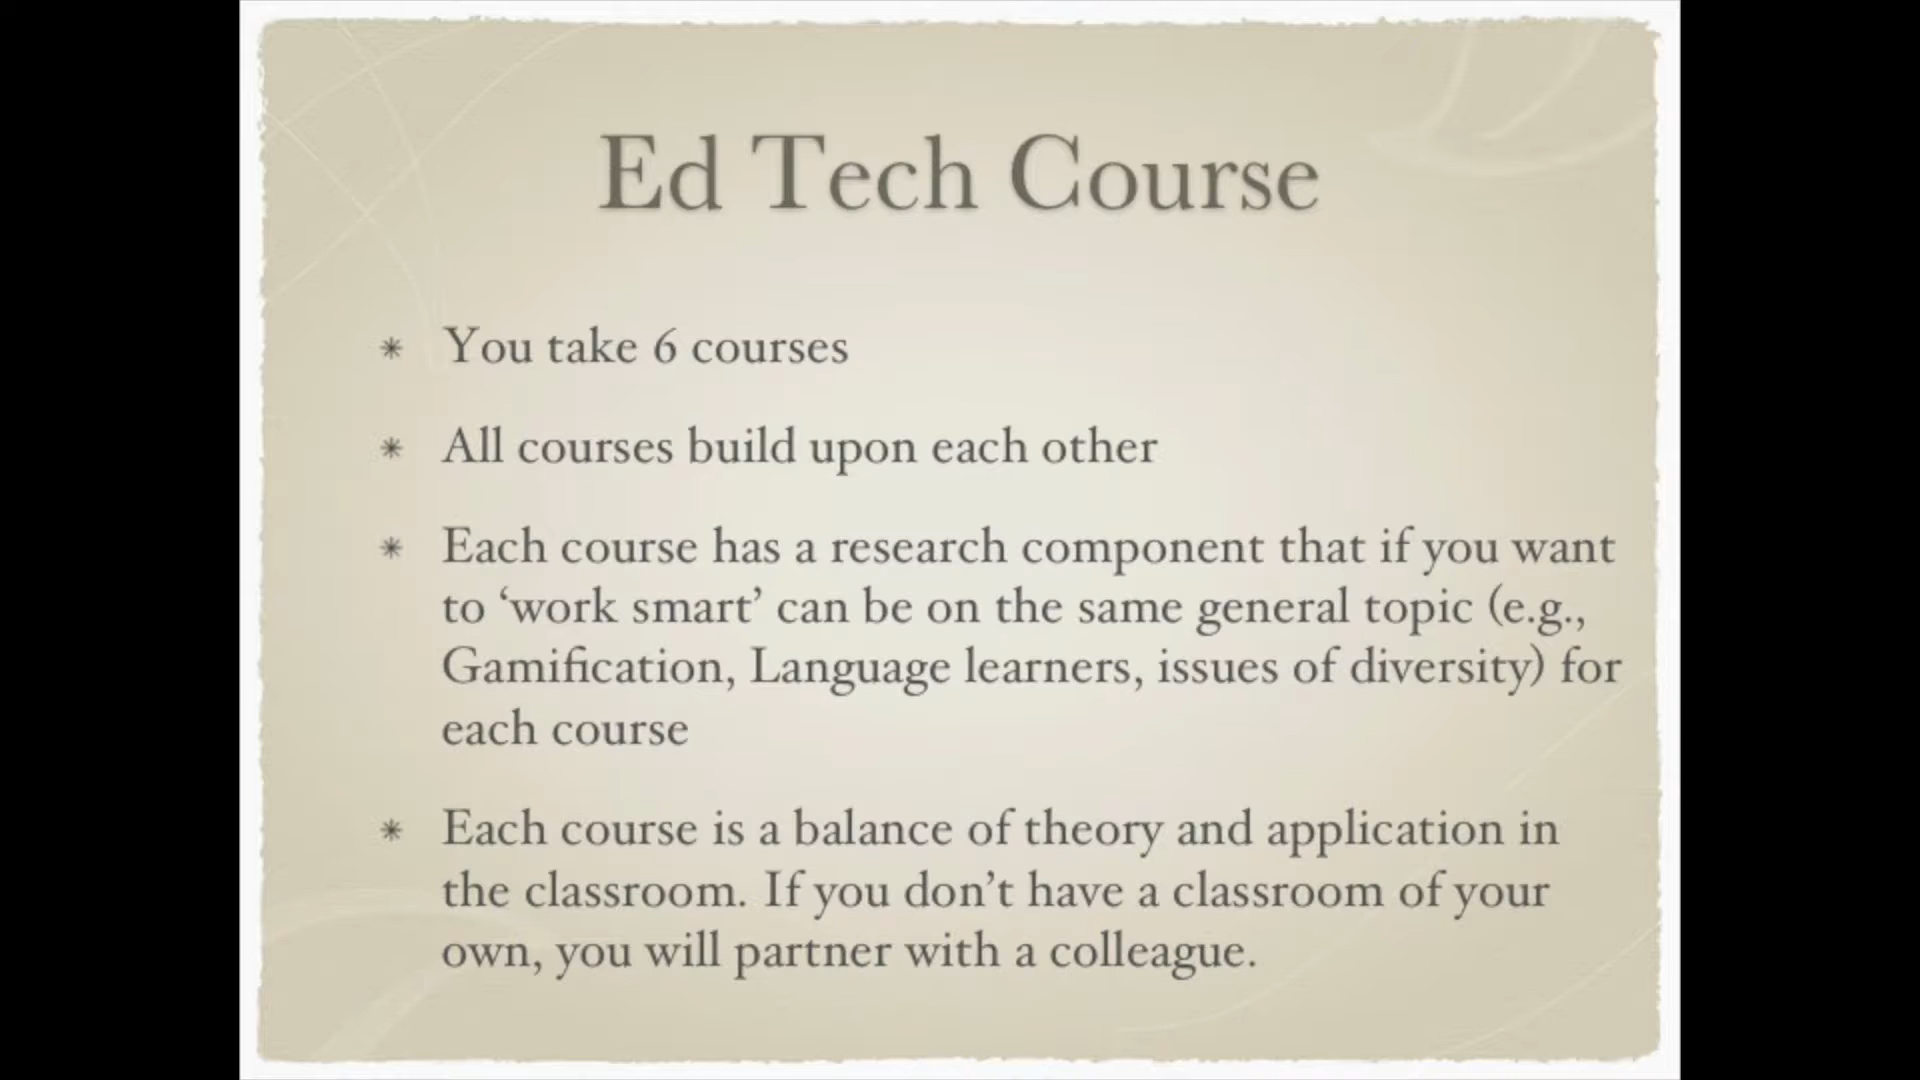 Ed Tech Course
* You take 6 courses
* All courses build upon each other
* Each course has a research component that if you want
to ‘work smart’ can be on the same general topic (e.g.,
Gamification, Language learners, issues of diversity) for
each course
* Each course is a balance of theory and application in
the classroom. If you don’t have a classroom of your
own, you will partner with a colleague.